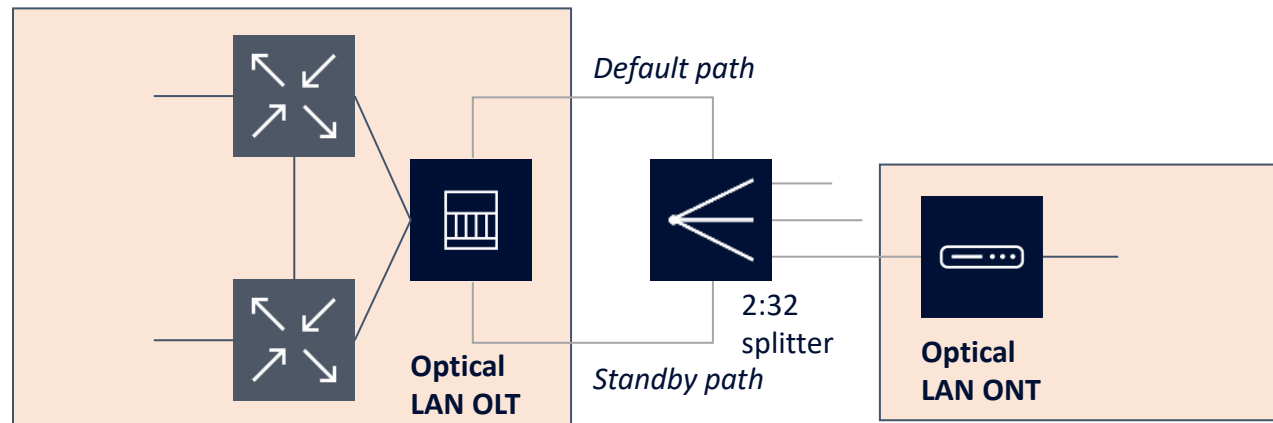 Default path
2:32
splitter
Optical
LAN OLT
Standby path
Optical
LAN ONT